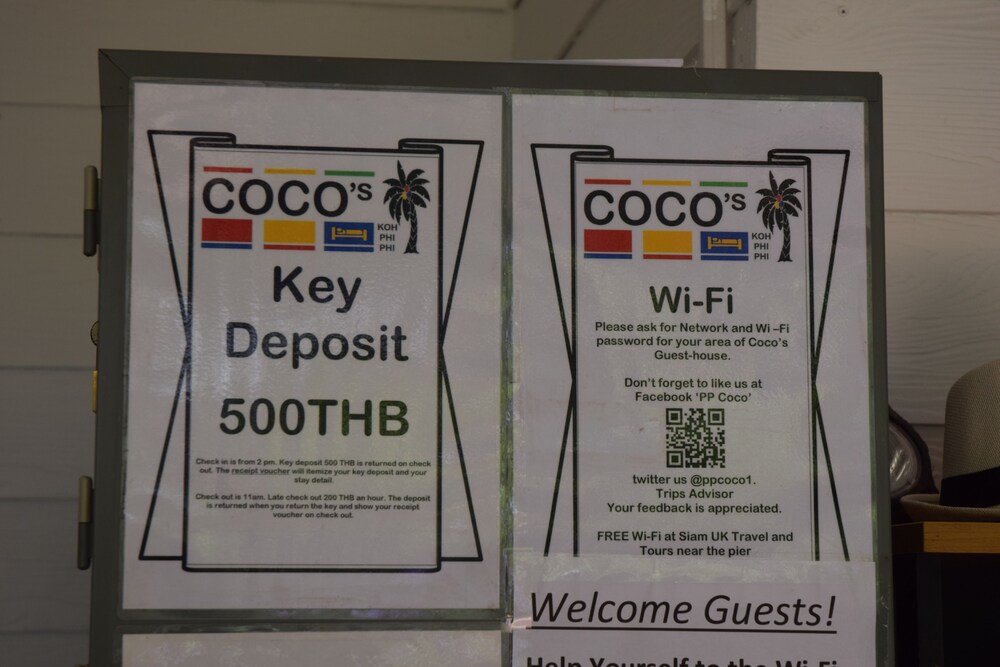 COCO'S
KOH
PHI
PHI
Key
Deposit
500THB
Check in is from 2 pm. Key deposit 500 THB is returned on check
out. The receipt voucher will itemize your key deposit and your
stay detail.
Check out is 11am. Late check out 200 THB an hour. The deposit
is returned when you return the key and show your receipt
voucher on check out.
COCO'S
KOH
PHI
PHI
Wi-Fi
Please ask for Network and Wi –Fi
password for your area of Coco's
Guest-house.
Don't forget to like us at
Facebook 'PP Coco'
twitter us @ppcoco1.
Trips Advisor
Your feedback is appreciated.
FREE Wi-Fi at Siam UK Travel and
Tours near the pier
Welcome Guests!
Help Yourself to the Wi-Fi